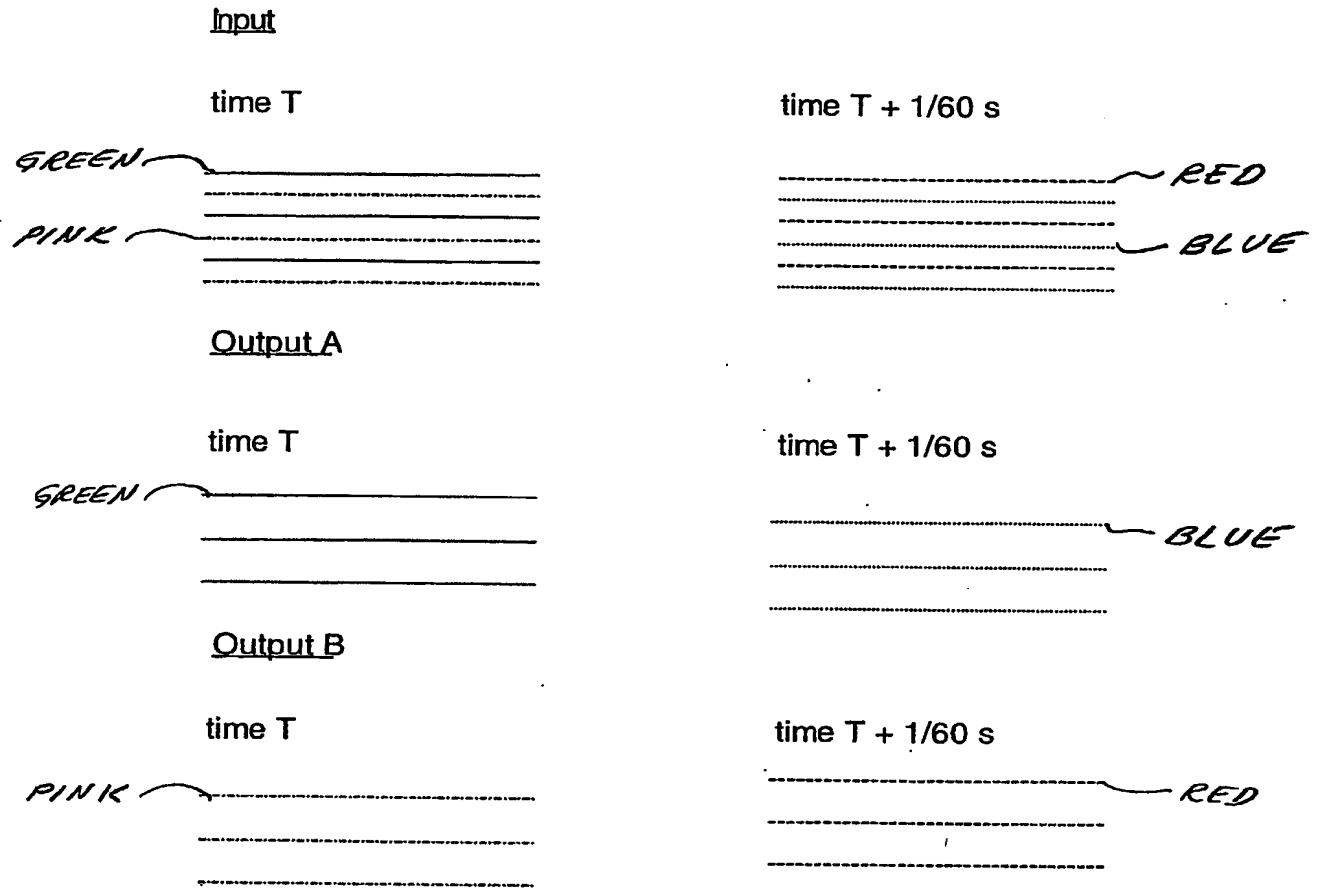 Input
time T
time T + 1/60 s
GREEN
RED
PINK
BLUE
Output A
time T
time T + 1/60 s
GREEN
BLUE
Output B
time T
time T + 1/60 s
PINK
RED